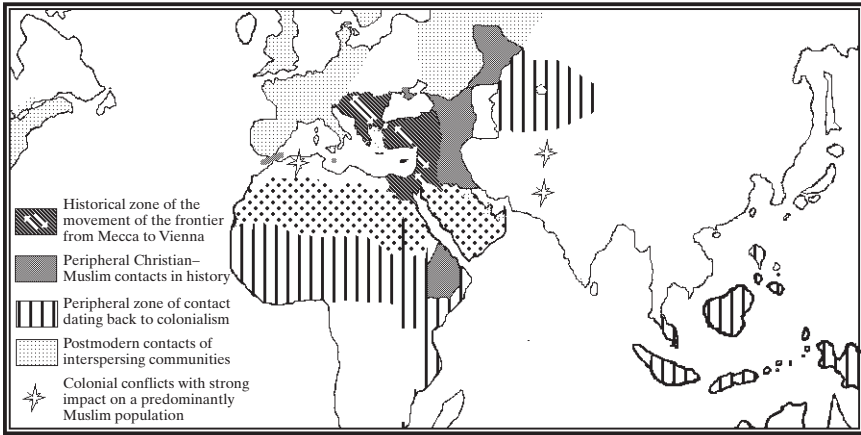 Historical zone of the
movement of the frontier
from Mecca to Vienna
Peripheral Christian–
Muslim contacts in history
Peripheral zone of contact
dating back to colonialism
Postmodern contacts of
interspersing communities
Colonial conflicts with strong
impact on a predominantly
Muslim population